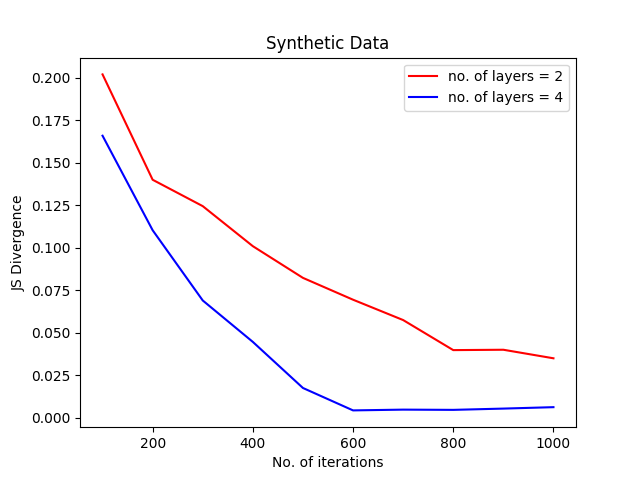 Synthetic Data
no. of layers = 2
no. of layers = 4
JS Divergence
0.200
0.175
0.150
0.125
0.100
0.075
0.050
0.025
0.000
200
400
600
800
1000
No. of iterations